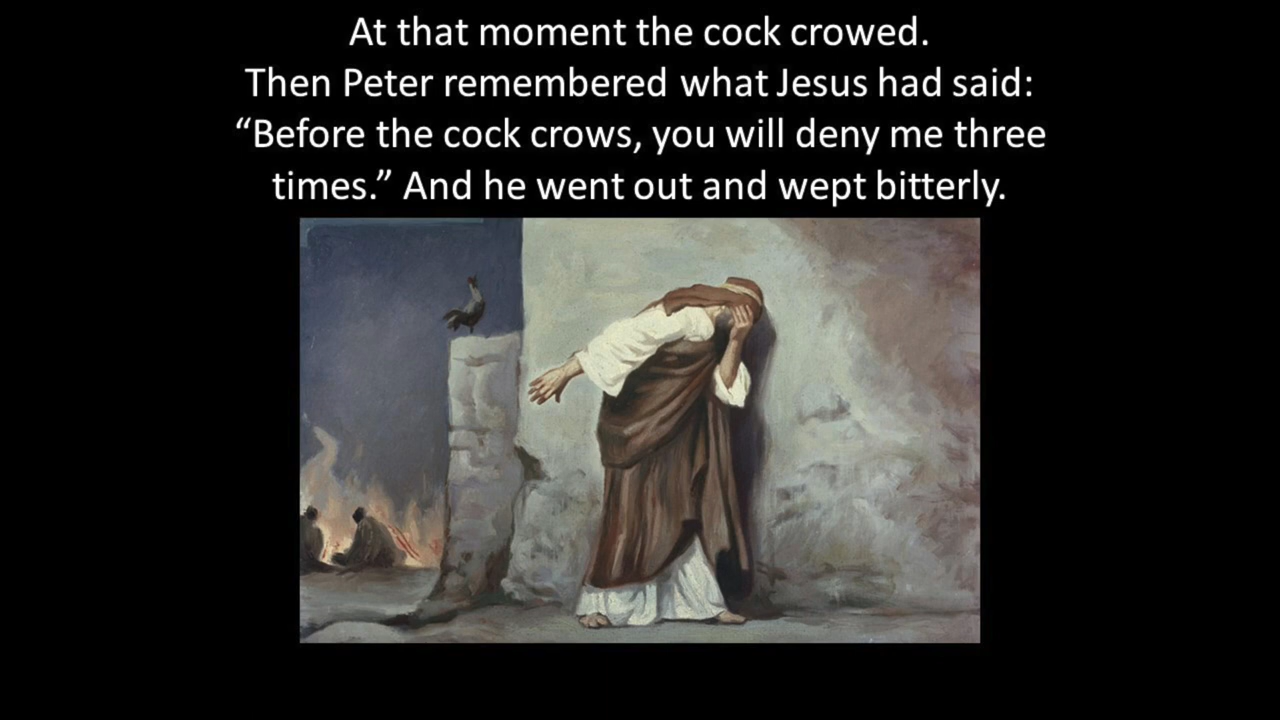 At that moment the cock crowed.
Then Peter remembered what Jesus had said:
“Before the cock crows, you will deny me three
times.” And he went out and wept bitterly.